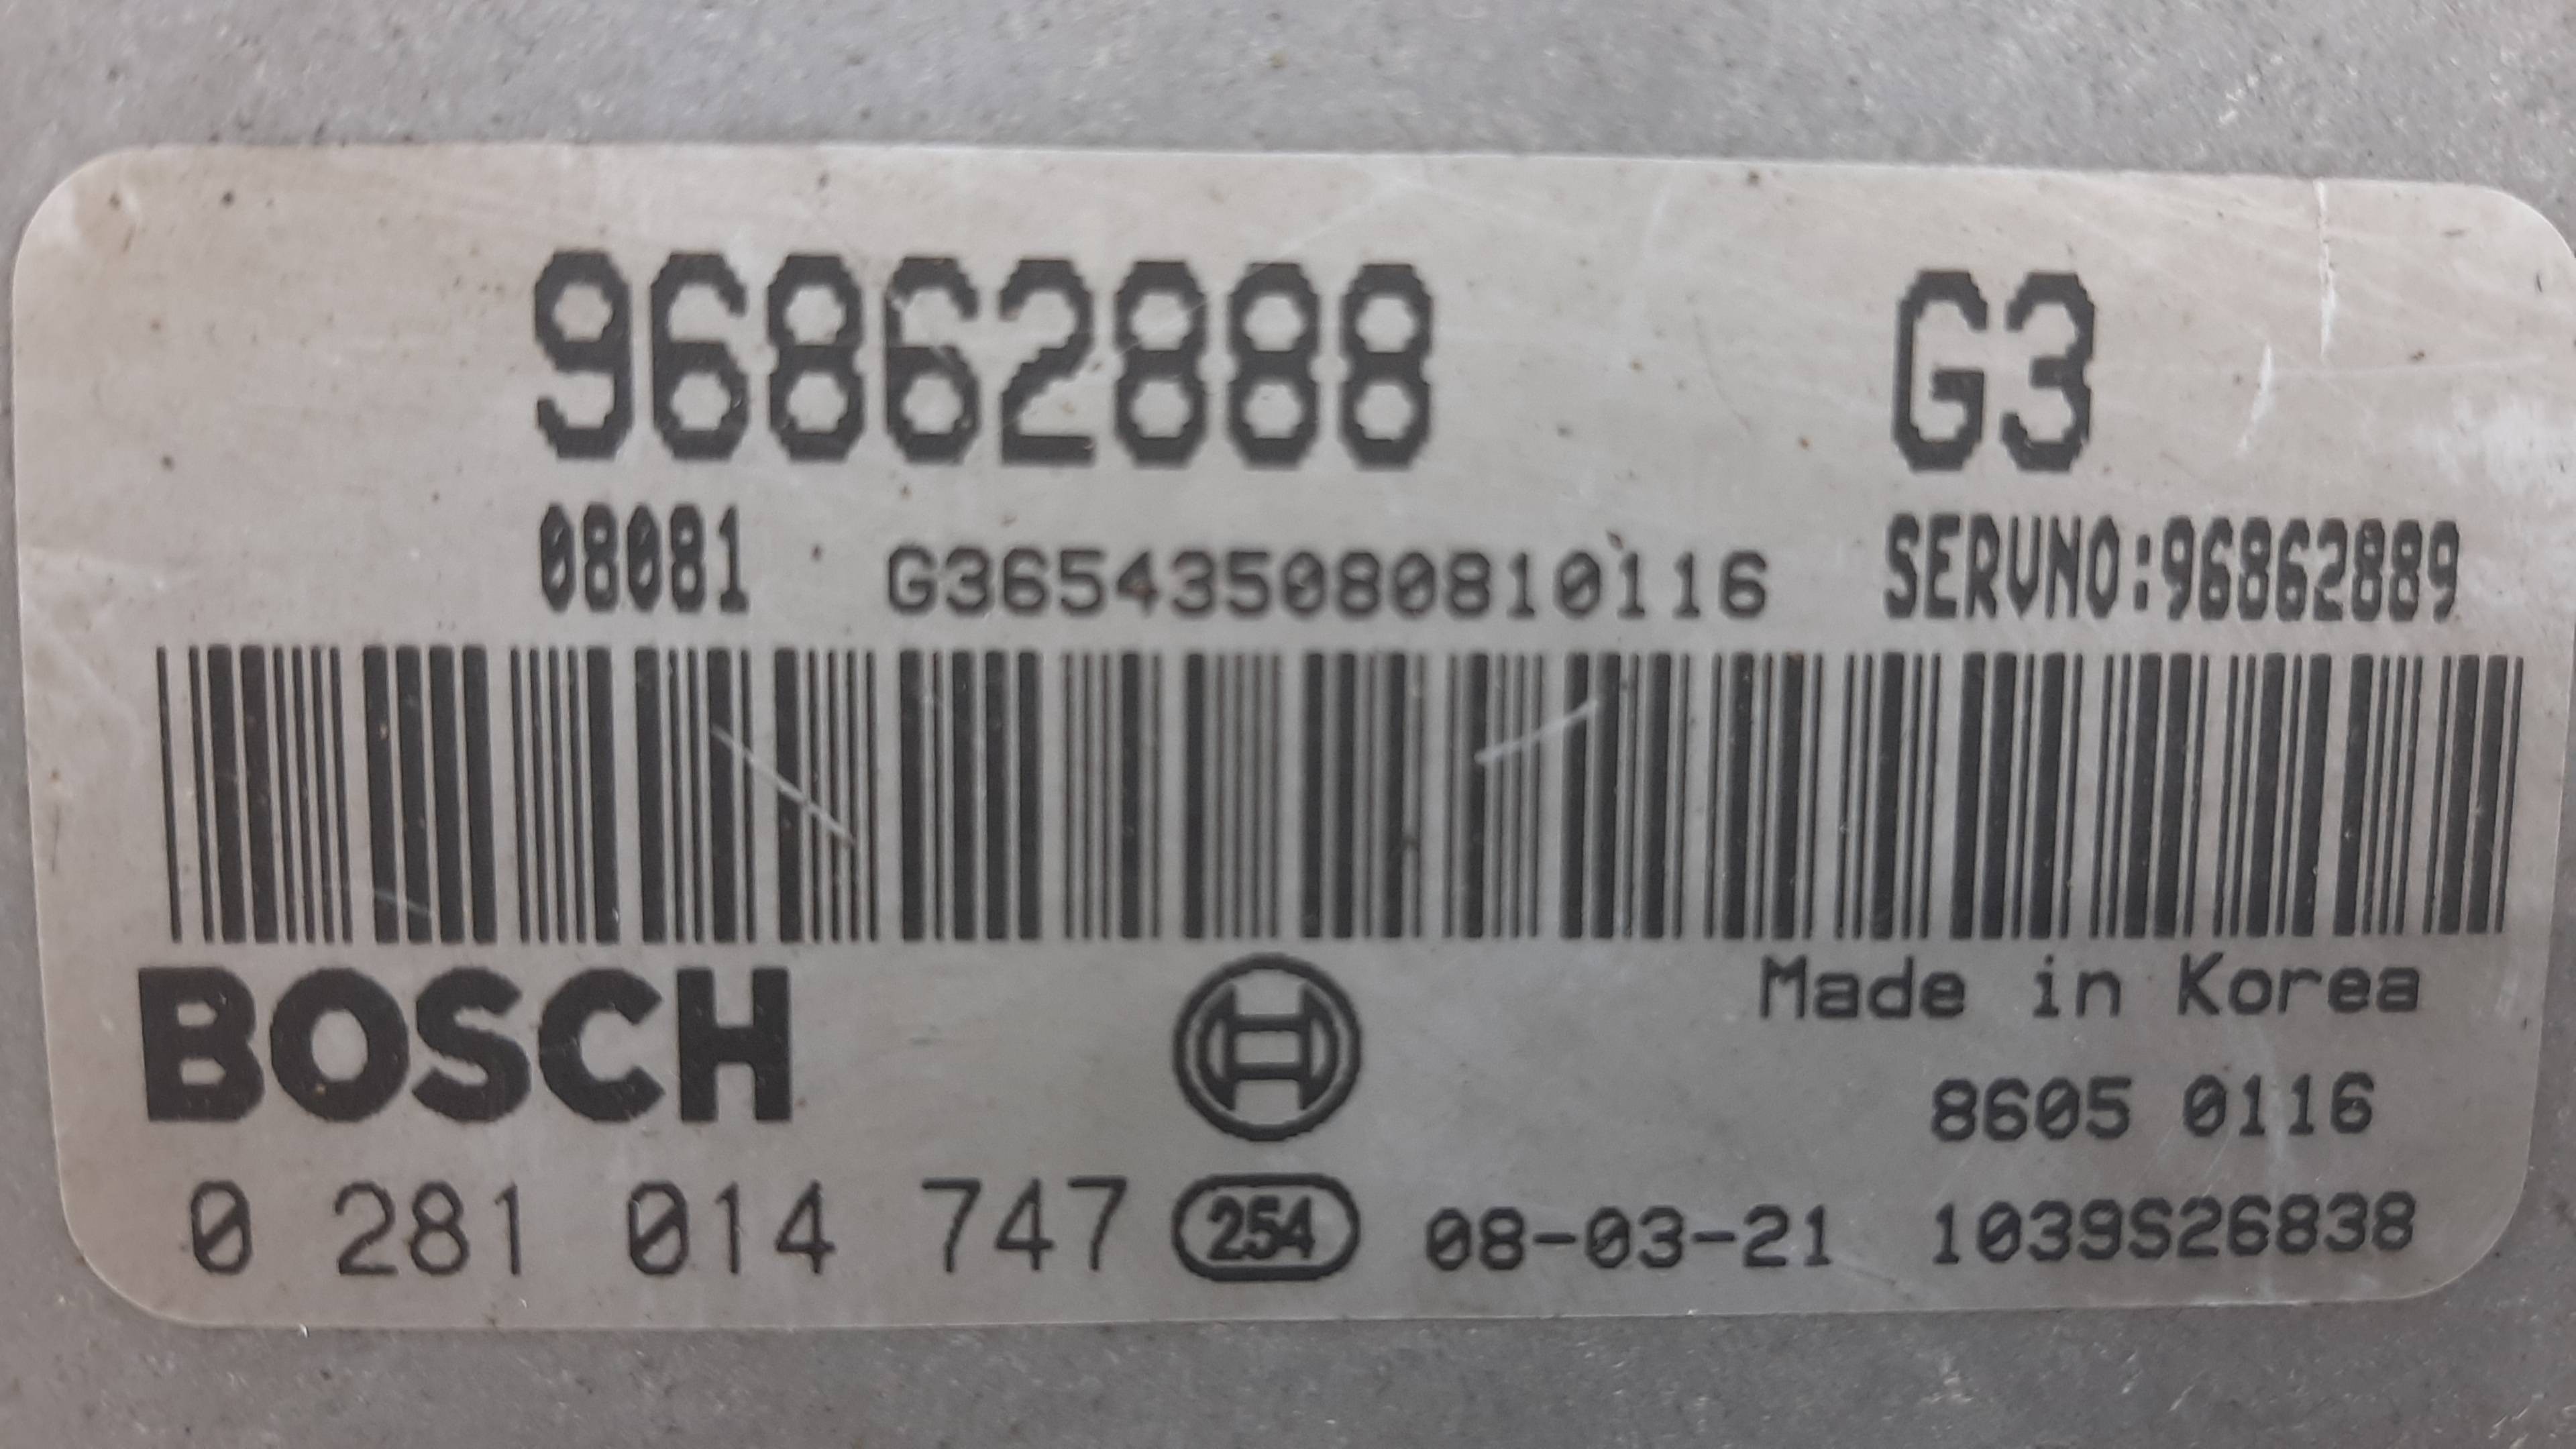 96862888 G3
08081 G365435080810116 SERVNO:96862889
BOSCH
Made in Korea
8605 0116
0 281 014 747 254 08-03-21 1039S26838